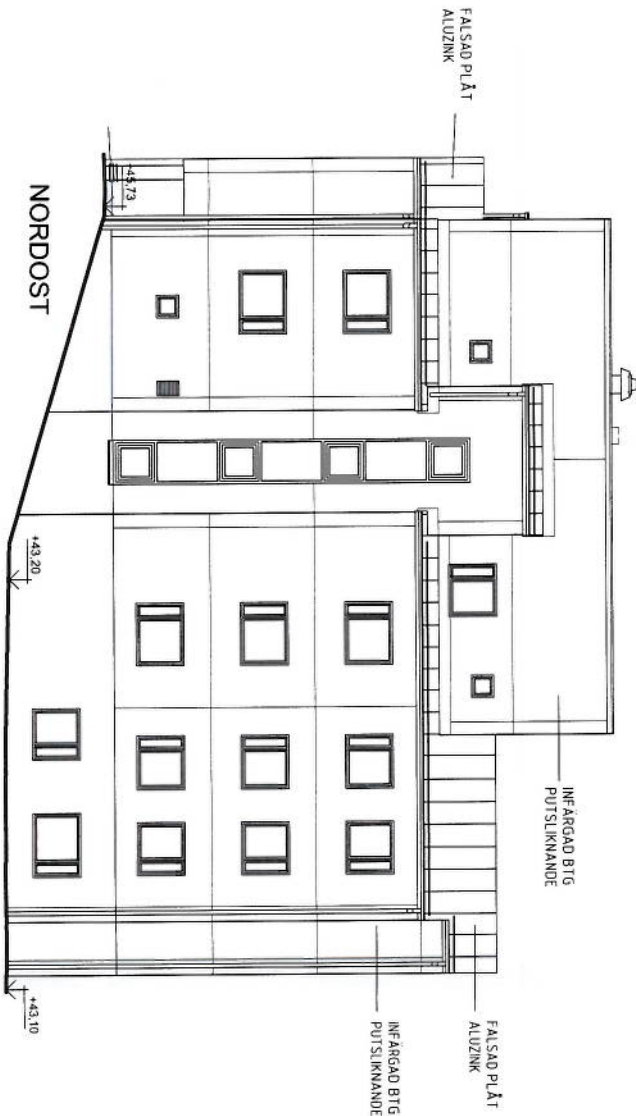 FALSAD PLÅT
ALUZINK
INFÄRGAD BTG
PUTSLIKNANDE
FALSAD PLÅT
ALUZINK
INFÄRGAD BTG
PUTSLIKNANDE
+45,73
+43,20
+43,10
NORDOST